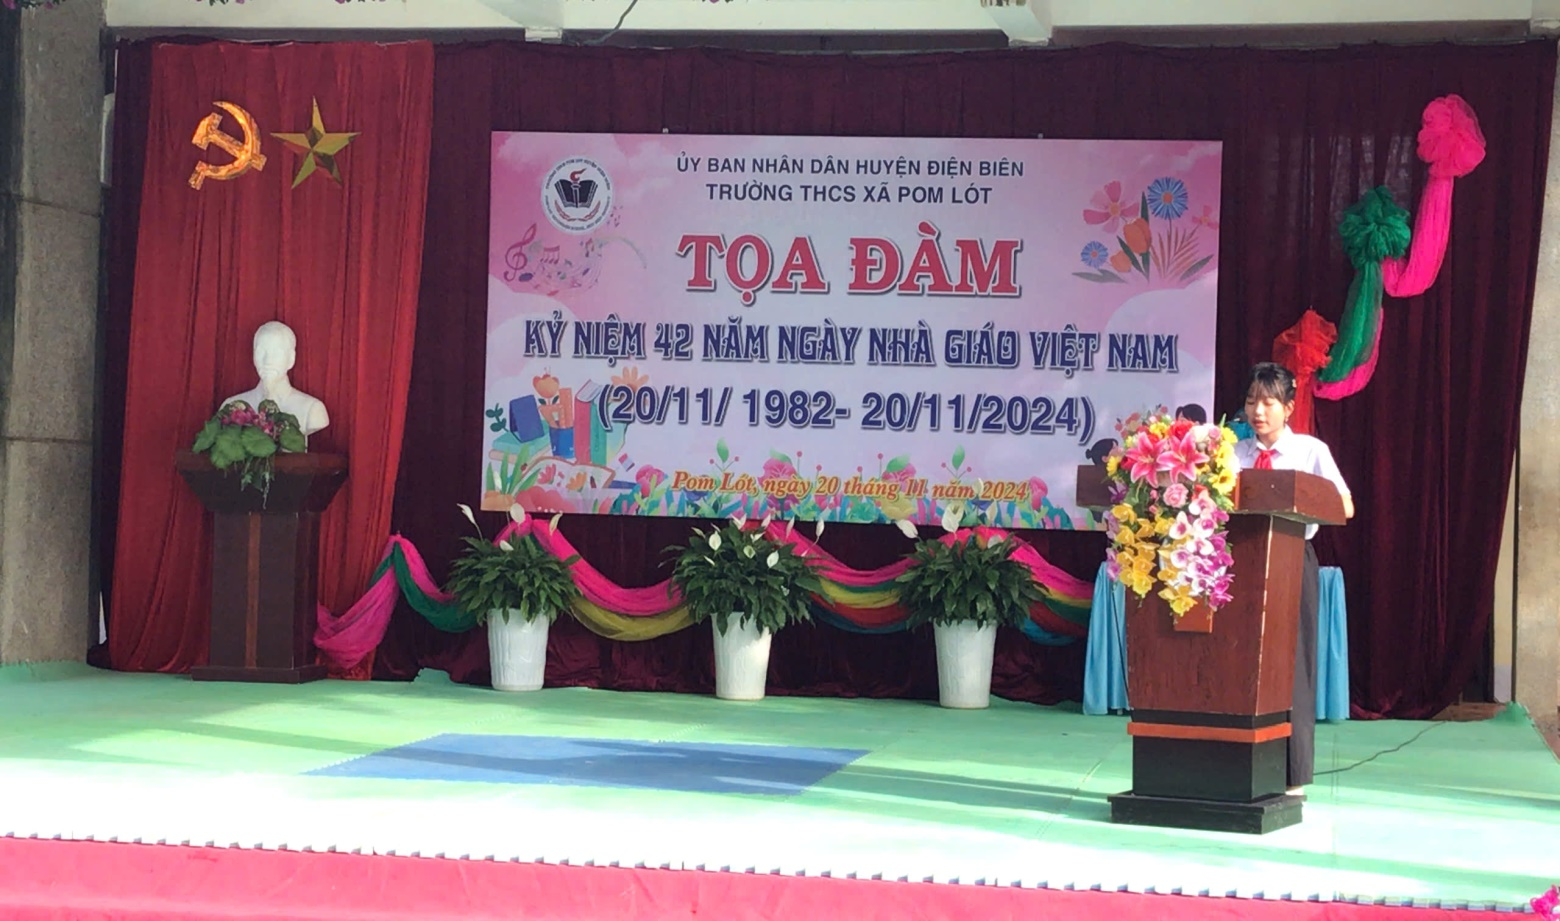 ỦY BAN NHÂN DÂN HUYỆN ĐIỆN BIÊN
TRƯỜNG THCS XÃ POM LÓT
TỌA ĐÀM
KỶ NIỆM 42 NĂM NGÀY NHÀ GIÁO VIỆT NAM
(20/11/ 1982- 20/11/2024)
Pom Lót, ngày 20 tháng 11 năm 2024